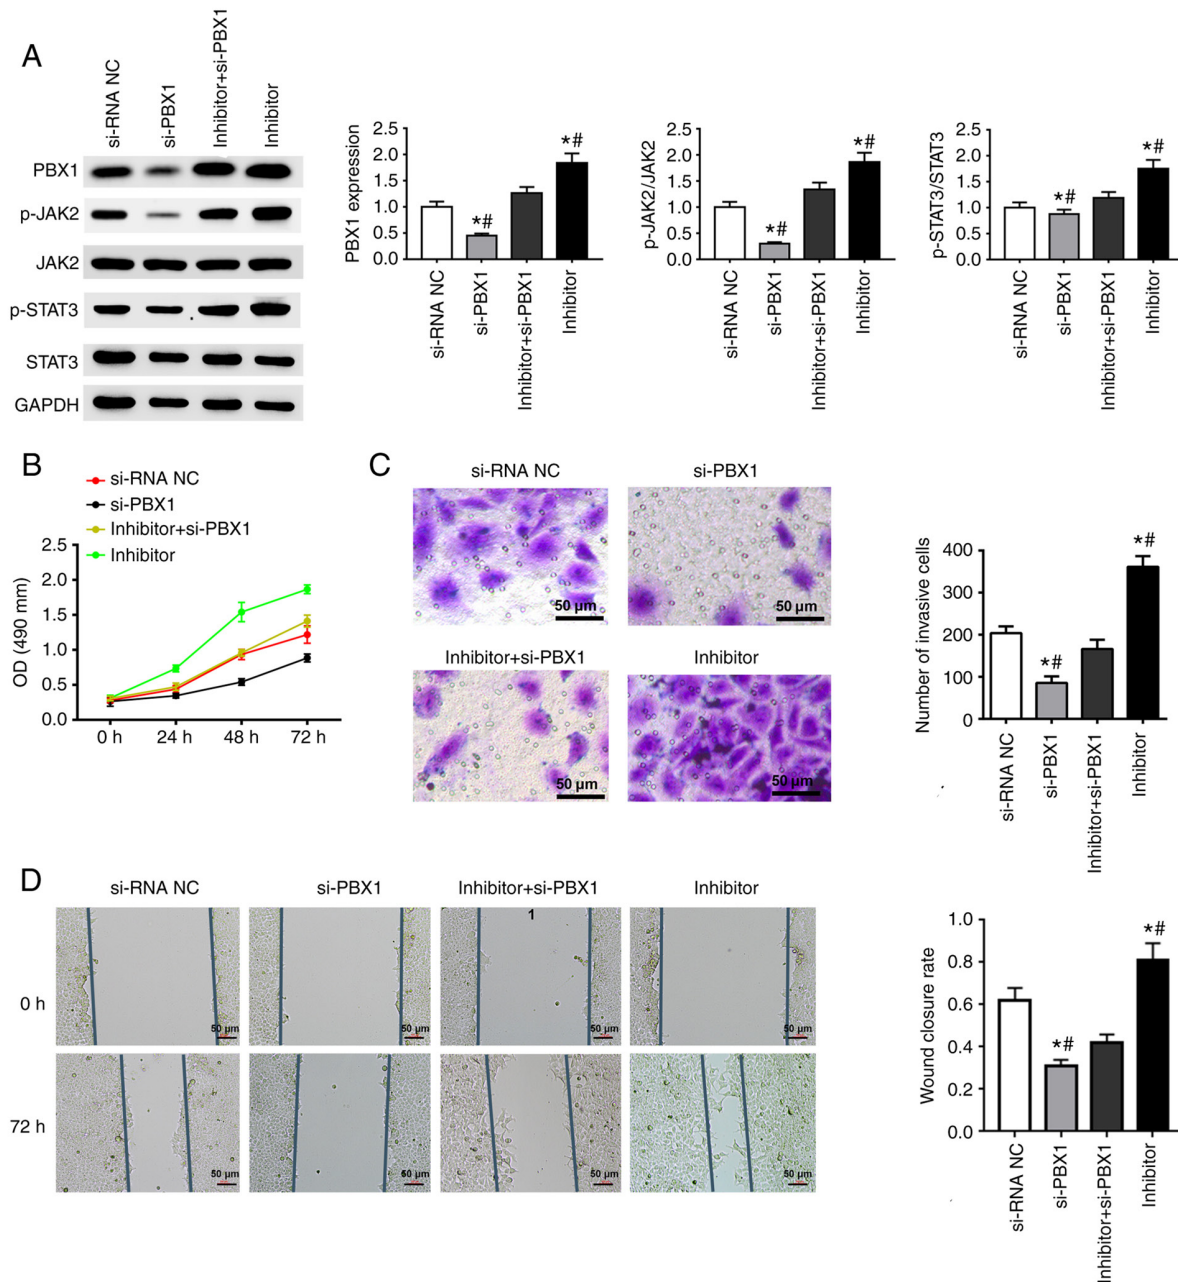 A
si-RNA NC
si-PBX1
Inhibitor+si-PBX1
Inhibitor
PBX1
p-JAK2
JAK2
p-STAT3
STAT3
GAPDH
PBX1 expression
2.5
2.0
1.5
1.0
0.5
0.0
*#
*#
si-RNA NC
si-PBX1
Inhibitor+si-PBX1
Inhibitor
p-JAK2/JAK2
2.5
2.0
1.5
1.0
0.5
0.0
*#
*#
si-RNA NC
si-PBX1
Inhibitor+si-PBX1
Inhibitor
p-STAT3/STAT3
2.5
2.0
1.5
1.0
0.5
0.0
*#
*#
si-RNA NC
si-PBX1
Inhibitor+si-PBX1
Inhibitor
B
si-RNA NC
si-PBX1
Inhibitor+si-PBX1
Inhibitor
OD (490 mm)
2.5
2.0
1.5
1.0
0.5
0.0
0 h 24 h 48 h 72 h
C
si-RNA NC si-PBX1
50 µm 50 µm
Inhibitor+si-PBX1 Inhibitor
50 µm 50 µm
Number of invasive cells
400
300
200
100
0
*#
*#
si-RNA NC
si-PBX1
Inhibitor+si-PBX1
Inhibitor
D
si-RNA NC si-PBX1 Inhibitor+si-PBX1 Inhibitor
1
0 h
50 µm 50 µm 50 µm 50 µm
72 h
50 µm 50 µm 50 µm 50 µm
Wound closure rate
1.0
0.8
0.6
0.4
0.2
0.0
*#
*#
si-RNA NC
si-PBX1
Inhibitor+si-PBX1
Inhibitor